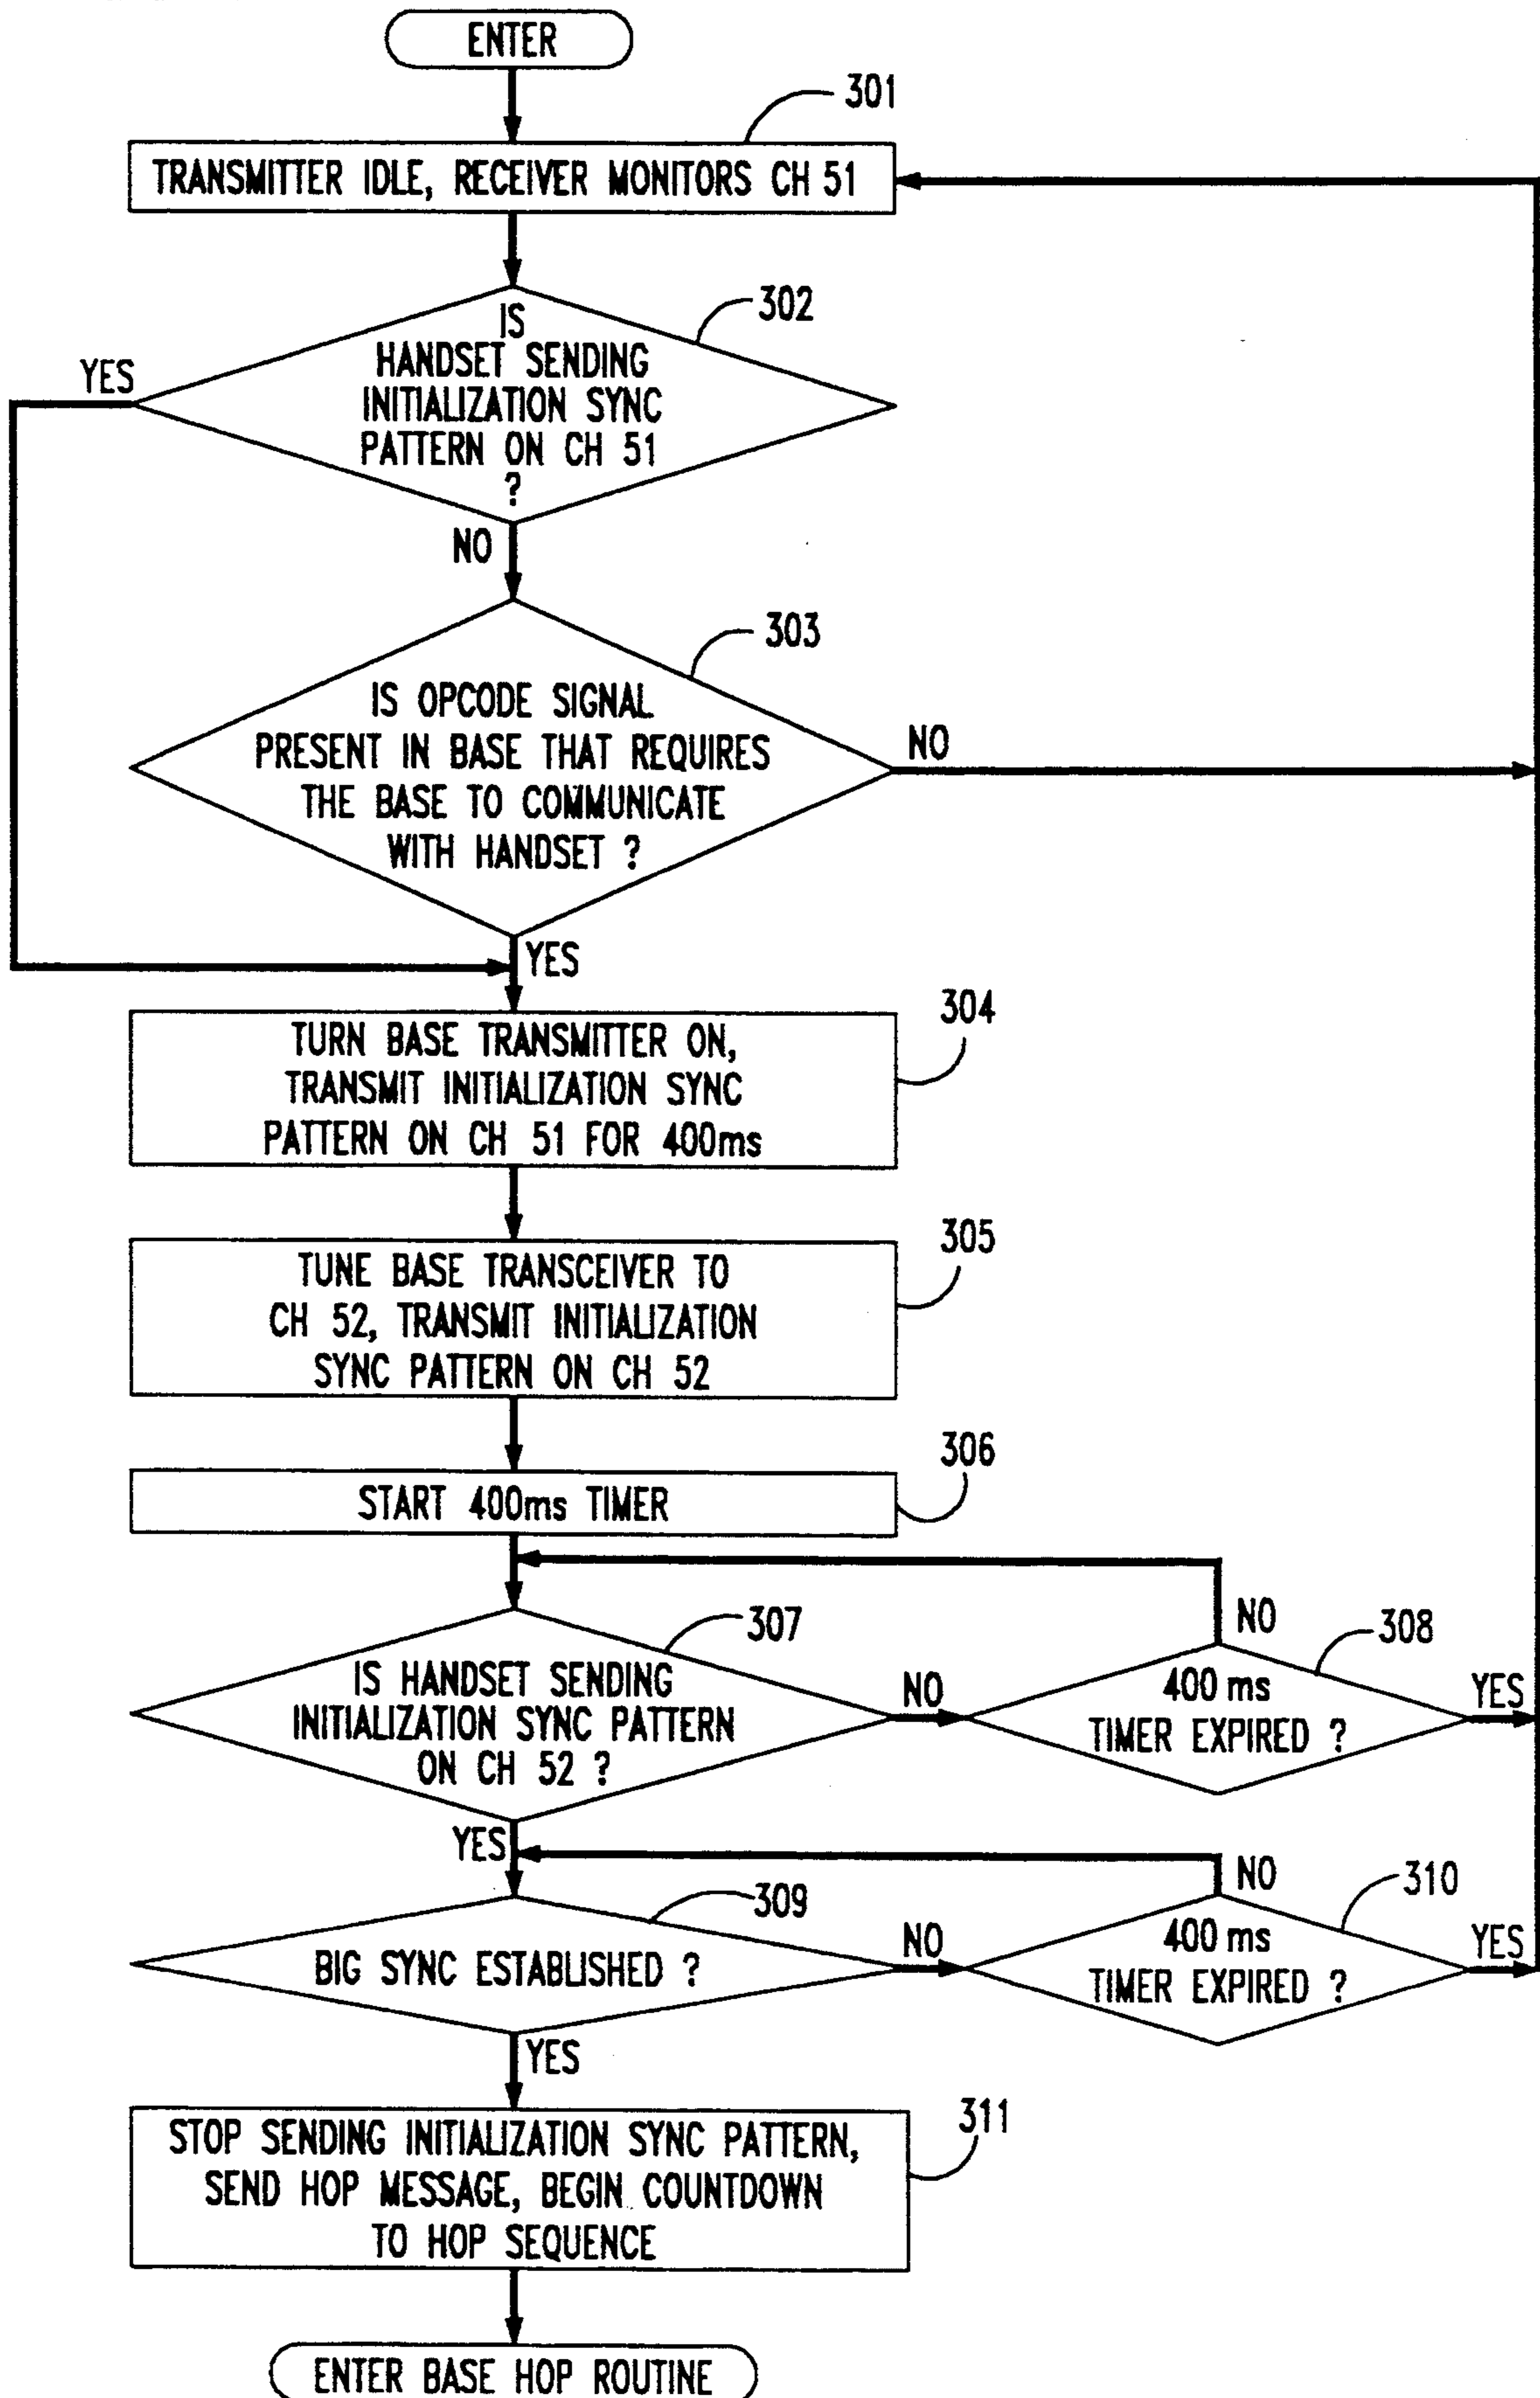 ENTER
301
TRANSMITTER IDLE, RECEIVER MONITORS CH 51
302
IS
HANDSET SENDING
INITIALIZATION SYNC
PATTERN ON CH 51
?
YES
NO
303
IS OPCODE SIGNAL
PRESENT IN BASE THAT REQUIRES
THE BASE TO COMMUNICATE
WITH HANDSET ?
NO
YES
304
TURN BASE TRANSMITTER ON,
TRANSMIT INITIALIZATION SYNC
PATTERN ON CH 51 FOR 400ms
305
TUNE BASE TRANSCEIVER TO
CH 52, TRANSMIT INITIALIZATION
SYNC PATTERN ON CH 52
306
START 400ms TIMER
307
IS HANDSET SENDING
INITIALIZATION SYNC PATTERN
ON CH 52 ?
NO
YES
308
400 ms
TIMER EXPIRED ?
NO
YES
309
BIG SYNC ESTABLISHED ?
NO
YES
310
400 ms
TIMER EXPIRED ?
NO
YES
311
STOP SENDING INITIALIZATION SYNC PATTERN,
SEND HOP MESSAGE, BEGIN COUNTDOWN
TO HOP SEQUENCE
ENTER BASE HOP ROUTINE